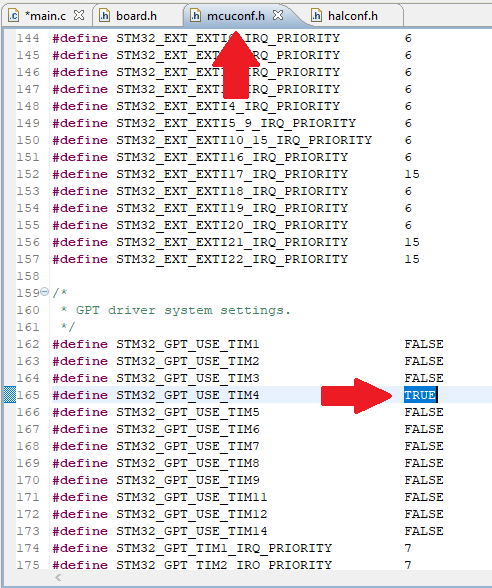 *main.c board.h mcuconf.h halconf.h
144 #define STM32_EXT_EXTI _IRQ_PRIORITY 6
145 #define STM32_EXT_EXTI IRQ_PRIORITY 6
146 #define STM32_EXT_EXTI IRQ_PRIORITY 6
147 #define STM32_EXT_EXTI IRQ_PRIORITY 6
148 #define STM32_EXT_EXTI4_IRQ_PRIORITY 6
149 #define STM32_EXT_EXTI5_9_IRQ_PRIORITY 6
150 #define STM32_EXT_EXTI10_15_IRQ_PRIORITY 6
151 #define STM32_EXT_EXTI16_IRQ_PRIORITY 6
152 #define STM32_EXT_EXTI17_IRQ_PRIORITY 15
153 #define STM32_EXT_EXTI18_IRQ_PRIORITY 6
154 #define STM32_EXT_EXTI19_IRQ_PRIORITY 6
155 #define STM32_EXT_EXTI20_IRQ_PRIORITY 6
156 #define STM32_EXT_EXTI21_IRQ_PRIORITY 15
157 #define STM32_EXT_EXTI22_IRQ_PRIORITY 15
158
159 /*
160 * GPT driver system settings.
161 */
162 #define STM32_GPT_USE_TIM1 FALSE
163 #define STM32_GPT_USE_TIM2 FALSE
164 #define STM32_GPT_USE_TIM3 FALSE
165 #define STM32_GPT_USE_TIM4 TRUE
166 #define STM32_GPT_USE_TIM5 FALSE
167 #define STM32_GPT_USE_TIM6 FALSE
168 #define STM32_GPT_USE_TIM7 FALSE
169 #define STM32_GPT_USE_TIM8 FALSE
170 #define STM32_GPT_USE_TIM9 FALSE
171 #define STM32_GPT_USE_TIM11 FALSE
172 #define STM32_GPT_USE_TIM12 FALSE
173 #define STM32_GPT_USE_TIM14 FALSE
174 #define STM32_GPT_TIM1_IRQ_PRIORITY 7
175 #define STM32_GPT_TIM2_IRQ_PRIORITY 7